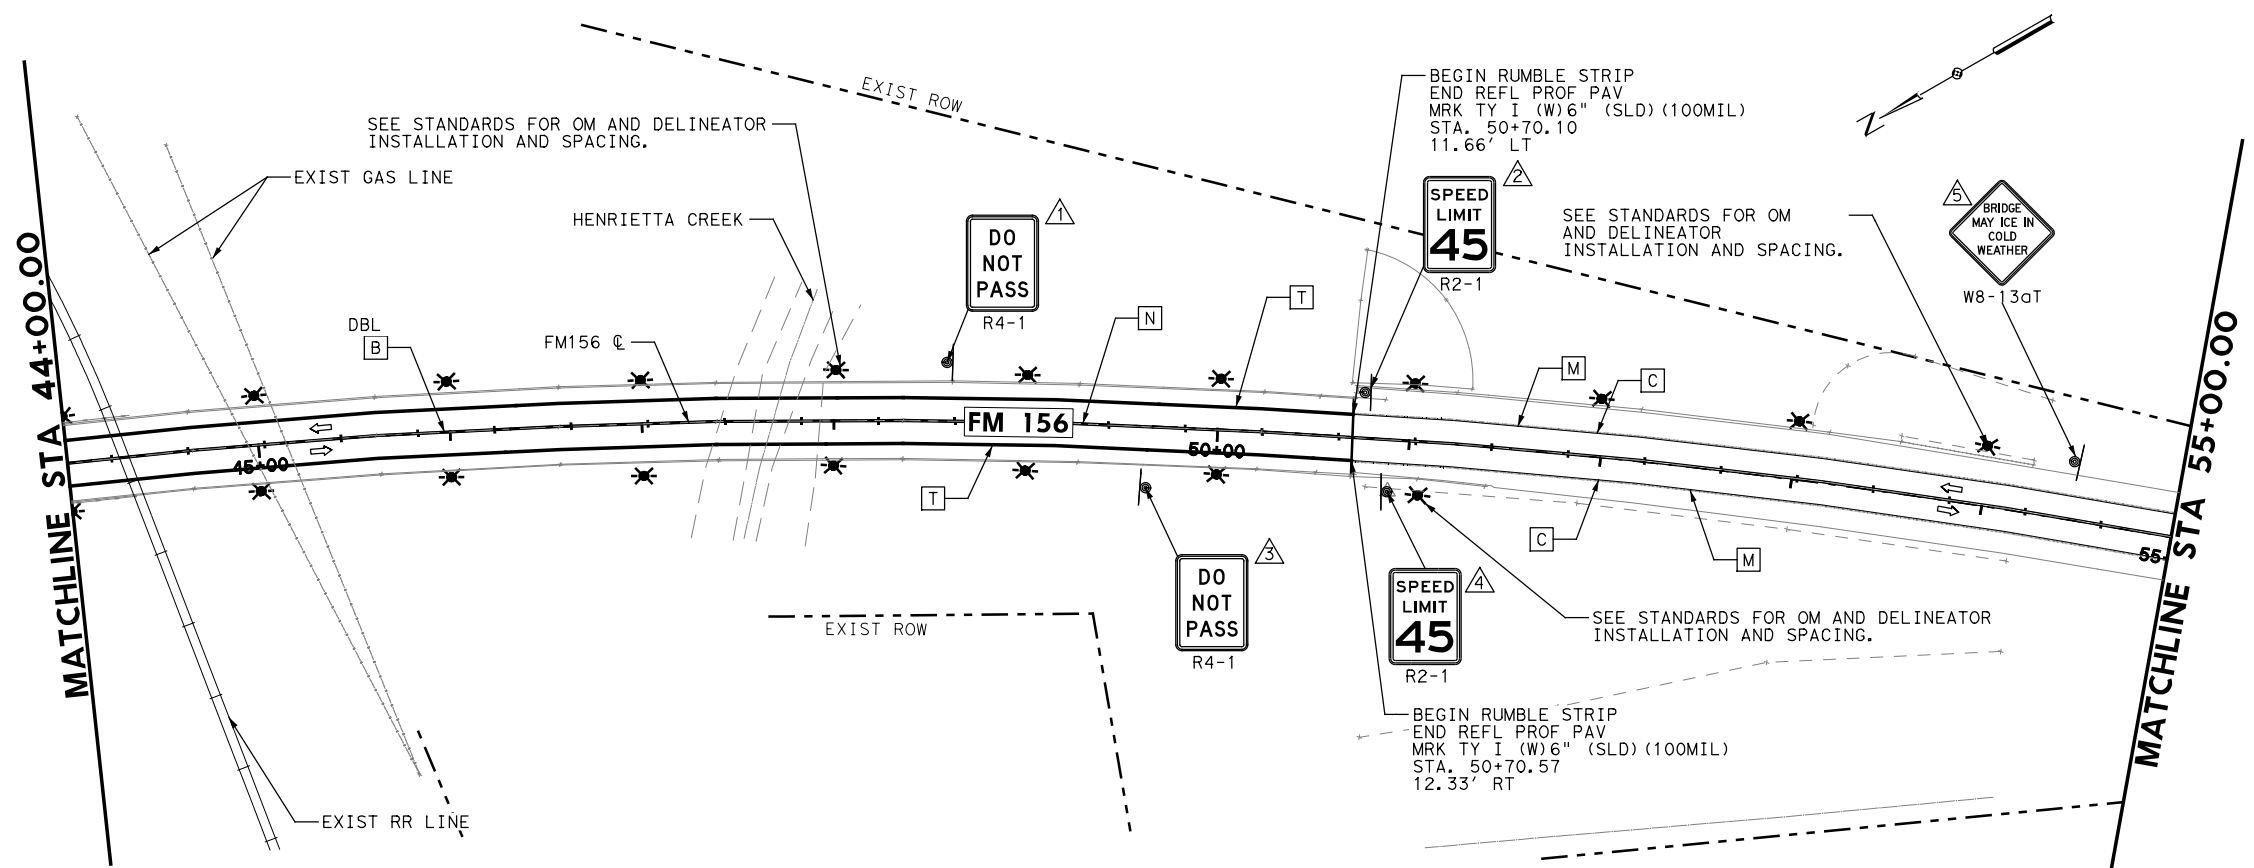 EXIST ROW
BEGIN RUMBLE STRIP
END REFL PROF PAV
MRK TY I (W)6" (SLD)(100MIL)
STA. 50+70.10
11.66' LT
N
SEE STANDARDS FOR OM AND DELINEATOR
INSTALLATION AND SPACING.
EXIST GAS LINE
HENRIETTA CREEK
1
DO
NOT
PASS
R4-1
2
SPEED
LIMIT
45
R2-1
SEE STANDARDS FOR OM
AND DELINEATOR
INSTALLATION AND SPACING.
5
BRIDGE
MAY ICE IN
COLD
WEATHER
W8-13aT
MATCHLINE STA 44+00.00
DBL
B
FM156 ℄
N
T
M
C
FM 156
45+00
50+00
55+
T
C
M
3
DO
NOT
PASS
R4-1
4
SPEED
LIMIT
45
R2-1
SEE STANDARDS FOR OM AND DELINEATOR
INSTALLATION AND SPACING.
EXIST ROW
BEGIN RUMBLE STRIP
END REFL PROF PAV
MRK TY I (W)6" (SLD)(100MIL)
STA. 50+70.57
12.33' RT
EXIST RR LINE
MATCHLINE STA 55+00.00